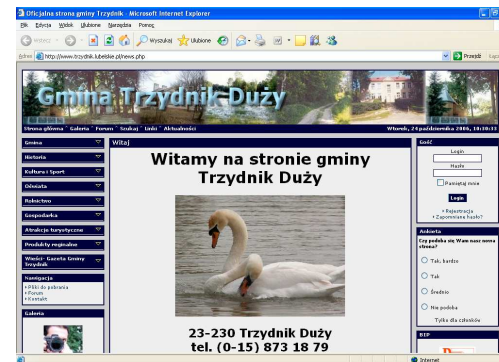 Oficjalna strona gminy Trzydnik - Microsoft Internet Explorer
Plik Edycja Widok Ulubione Narzędzia Pomoc
Wstecz Wyszukaj Ulubione
Adres http://www.trzydnik.lubelskie.pl/news.php Przejdź Łącza
Gmina Trzydnik Duży
Strona główna Galeria Forum Szukaj Linki Aktualności
Wtorek, 24 października 2006, 10:30:33
Gmina
Historia
Kultura i Sport
Oświata
Rolnictwo
Gospodarka
Atrakcje turystyczne
Produkty reginalne
Wieści- Gazeta Gminy
Trzydnik
Nawigacja
Pliki do pobrania
Forum
Kontakt
Galeria
Witaj
Witamy na stronie gminy
Trzydnik Duży
23-230 Trzydnik Duży
tel. (0-15) 873 18 79
Gość
Login
Hasło
Pamiętaj mnie
Login
Rejestracja
Zapomniane hasło?
Ankieta
Czy podoba się Wam nasz nowa
strona?
Tak, bardzo
Tak
Średnio
Nie podoba
Tylko dla członków
BIP
Internet